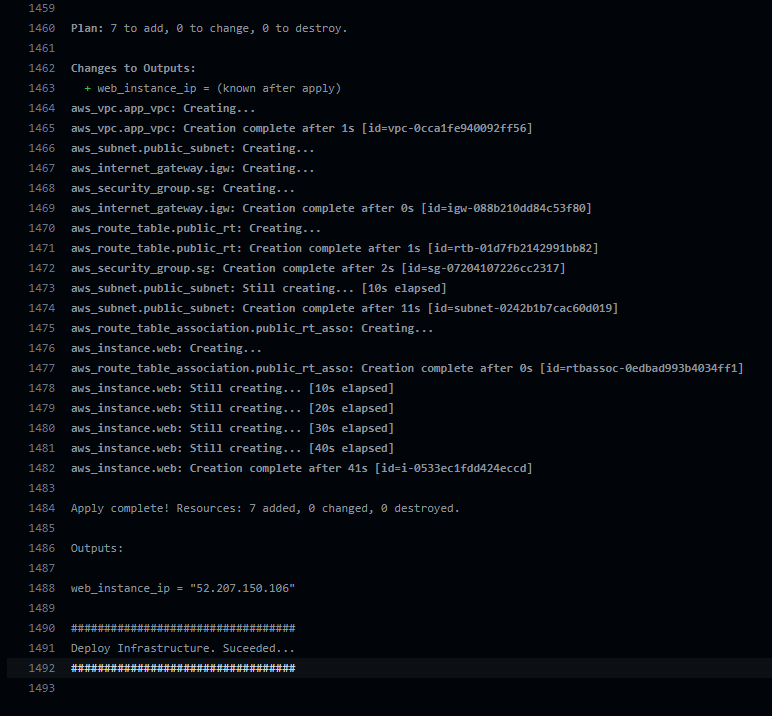 1459
1460 Plan: 7 to add, 0 to change, 0 to destroy.
1461
1462 Changes to Outputs:
1463 + web_instance_ip = (known after apply)
1464 aws_vpc.app_vpc: Creating...
1465 aws_vpc.app_vpc: Creation complete after 1s [id=vpc-0cca1fe940092ff56]
1466 aws_subnet.public_subnet: Creating...
1467 aws_internet_gateway.igw: Creating...
1468 aws_security_group.sg: Creating...
1469 aws_internet_gateway.igw: Creation complete after 0s [id=igw-088b210dd84c53f80]
1470 aws_route_table.public_rt: Creating...
1471 aws_route_table.public_rt: Creation complete after 1s [id=rtb-01d7fb2142991bb82]
1472 aws_security_group.sg: Creation complete after 2s [id=sg-07204107226cc2317]
1473 aws_subnet.public_subnet: Still creating... [10s elapsed]
1474 aws_subnet.public_subnet: Creation complete after 11s [id=subnet-0242b1b7cac60d019]
1475 aws_route_table_association.public_rt_asso: Creating...
1476 aws_instance.web: Creating...
1477 aws_route_table_association.public_rt_asso: Creation complete after 0s [id=rtbassoc-0edbad993b4034ff1]
1478 aws_instance.web: Still creating... [10s elapsed]
1479 aws_instance.web: Still creating... [20s elapsed]
1480 aws_instance.web: Still creating... [30s elapsed]
1481 aws_instance.web: Still creating... [40s elapsed]
1482 aws_instance.web: Creation complete after 41s [id=i-0533ec1fdd424eccd]
1483
1484 Apply complete! Resources: 7 added, 0 changed, 0 destroyed.
1485
1486 Outputs:
1487
1488 web_instance_ip = "52.207.150.106"
1489
1490 ##################################
1491 Deploy Infrastructure. Suceeded...
1492 ##################################
1493